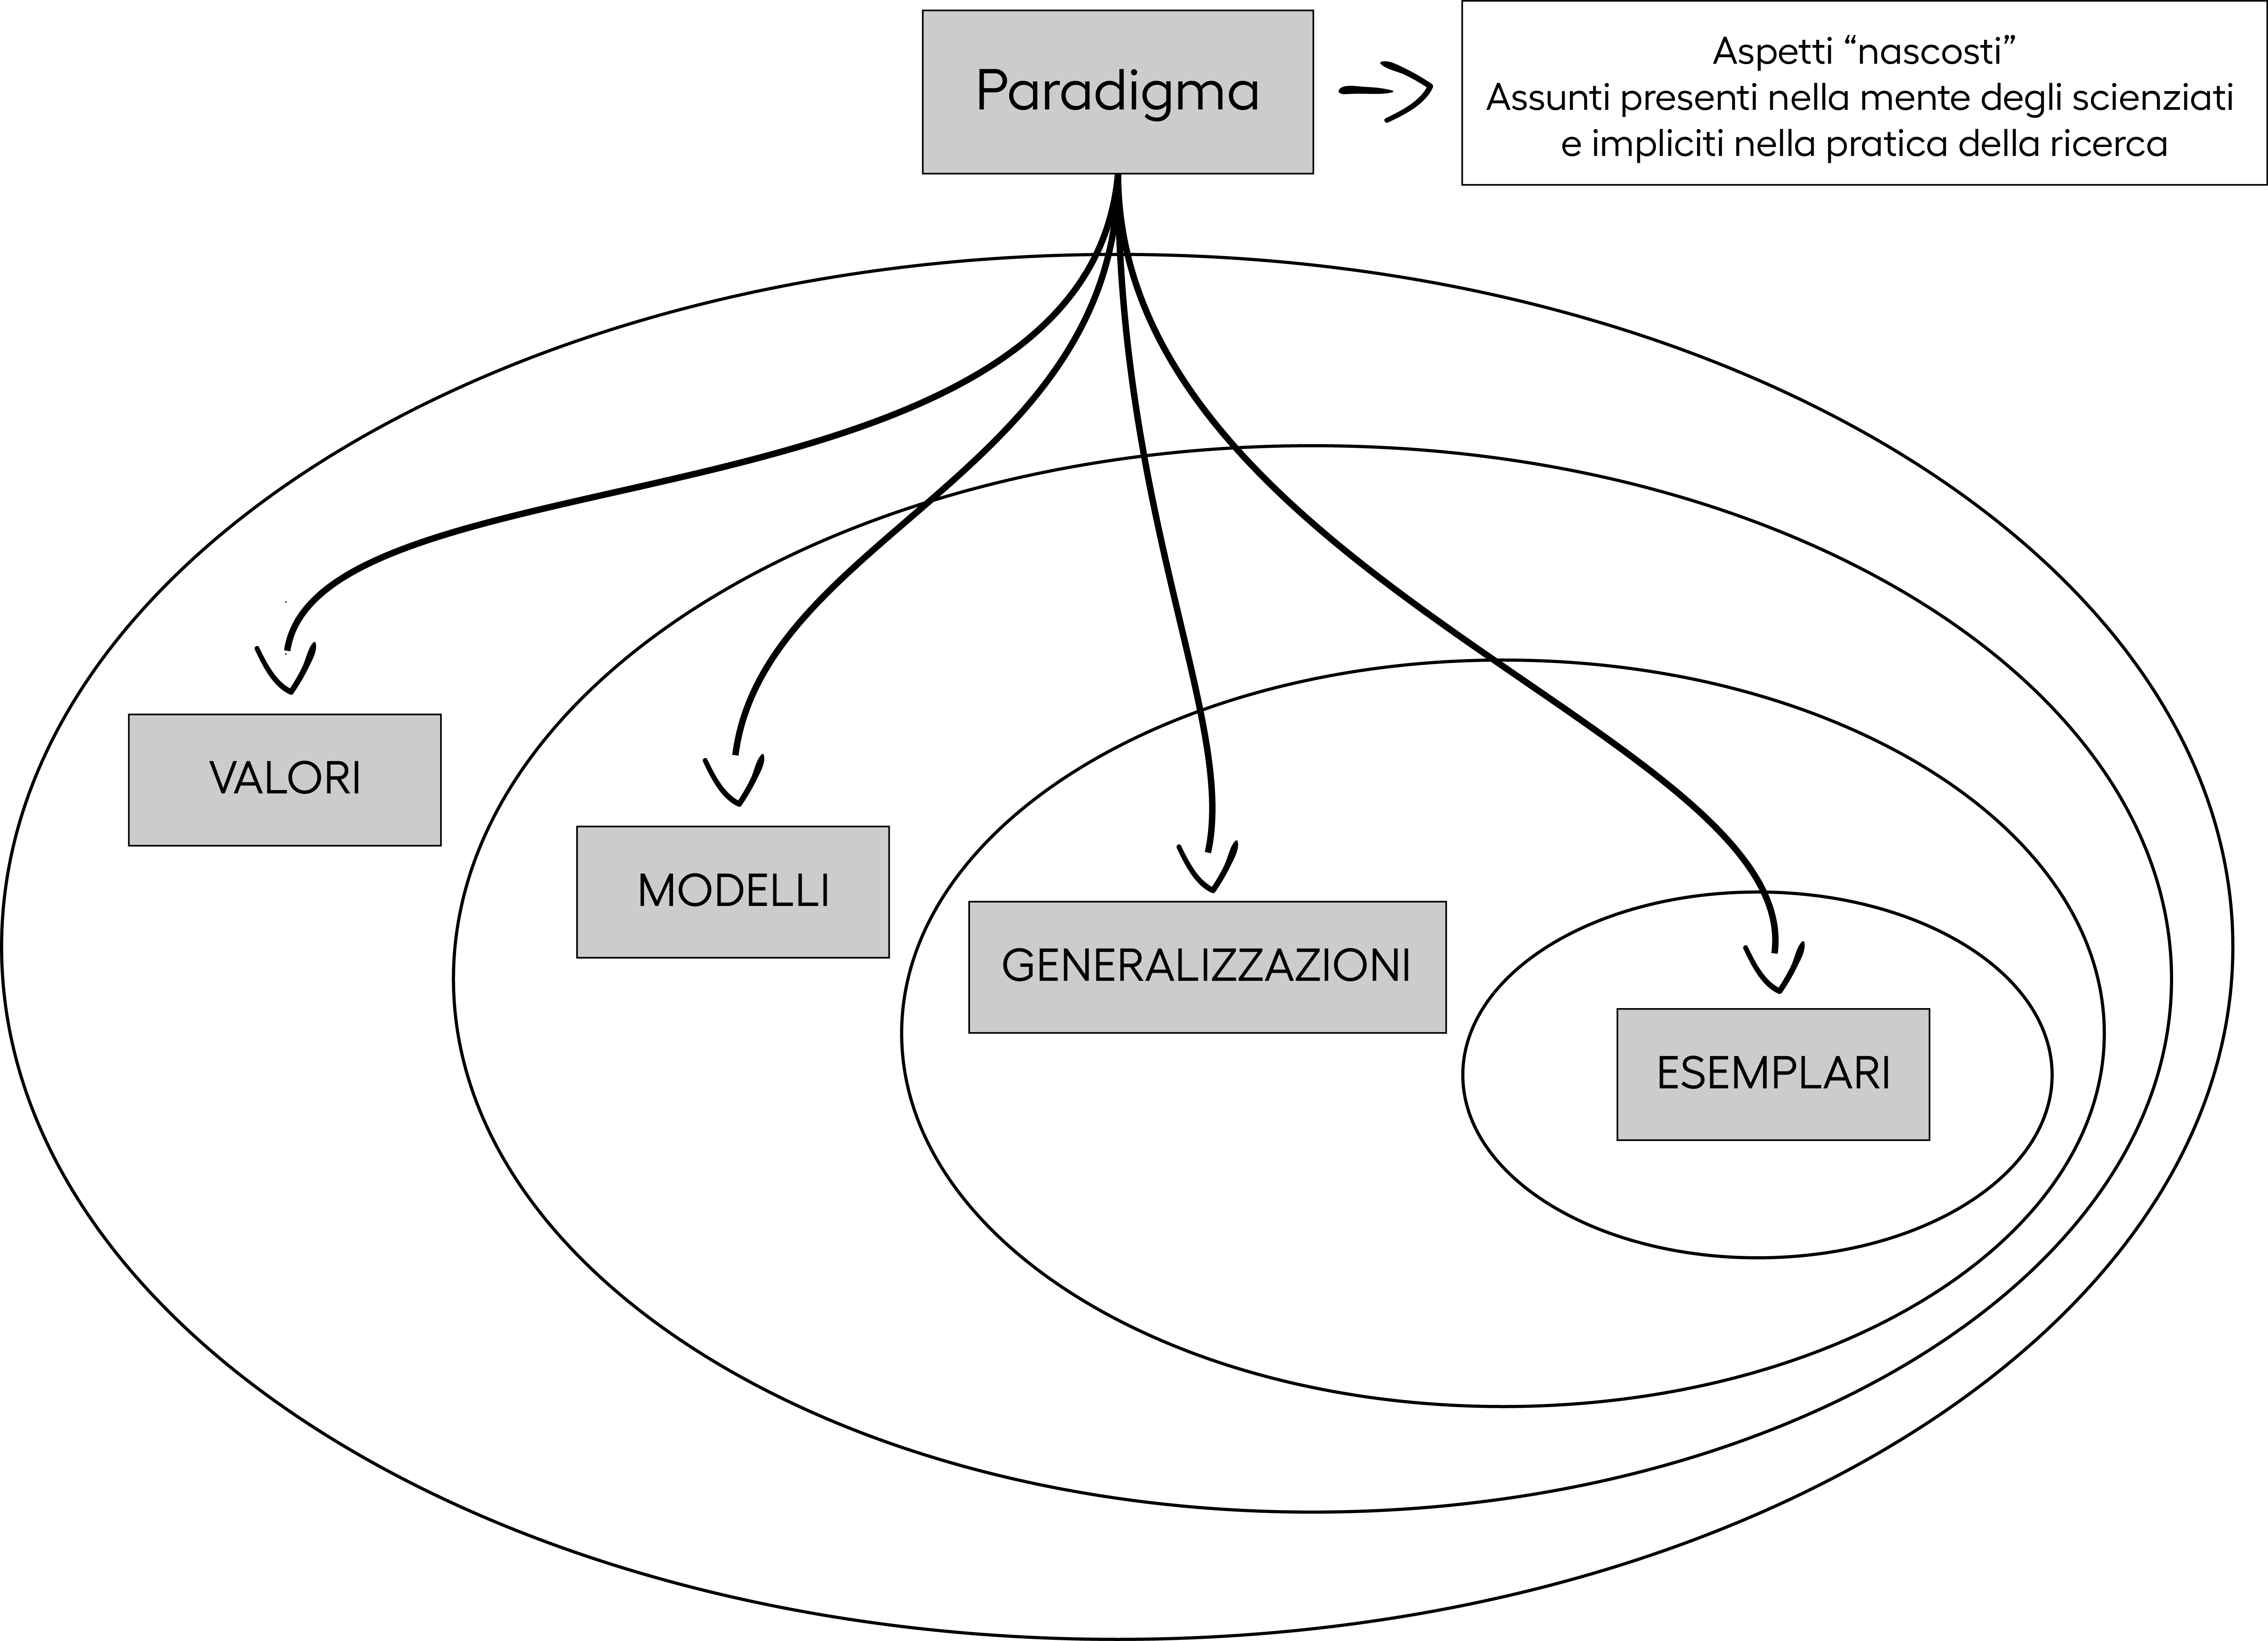 Paradigma
Aspetti “nascosti”
Assunti presenti nella mente degli scienziati
e impliciti nella pratica della ricerca
VALORI
MODELLI
GENERALIZZAZIONI
ESEMPLARI